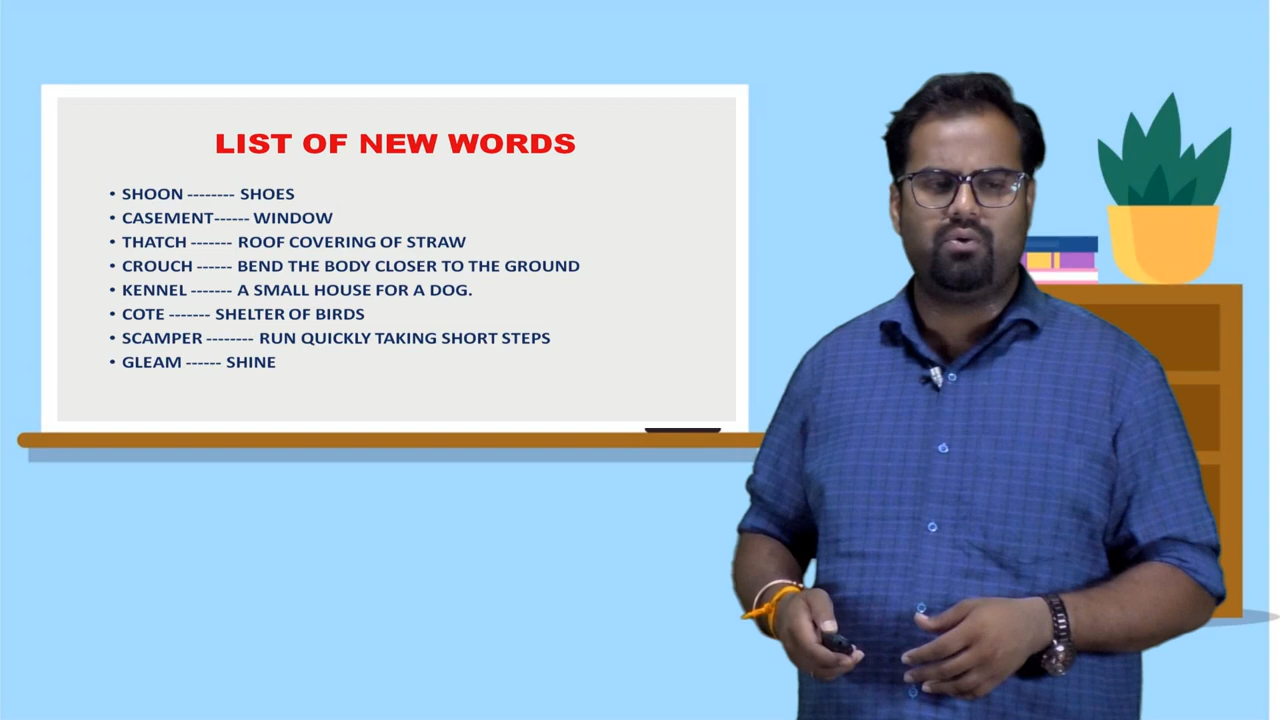 LIST OF NEW WORDS
• SHOON -------- SHOES
• CASEMENT------ WINDOW
• THATCH ------- ROOF COVERING OF STRAW
• CROUCH ------ BEND THE BODY CLOSER TO THE GROUND
• KENNEL ------- A SMALL HOUSE FOR A DOG.
• COTE ------- SHELTER OF BIRDS
• SCAMPER -------- RUN QUICKLY TAKING SHORT STEPS
• GLEAM ------ SHINE